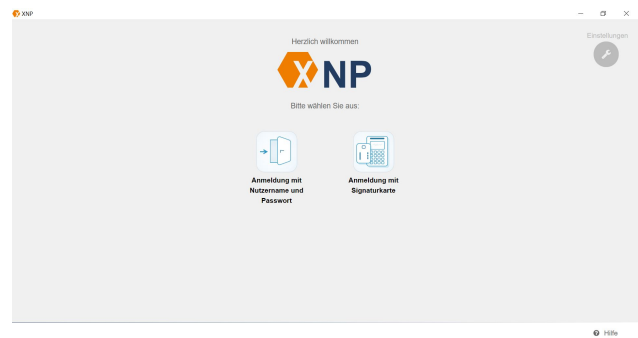 XNP
Einstellungen
Herzlich willkommen
XNP
Bitte wählen Sie aus:
Anmeldung mit
Nutzername und
Passwort
Anmeldung mit
Signaturkarte
Hilfe